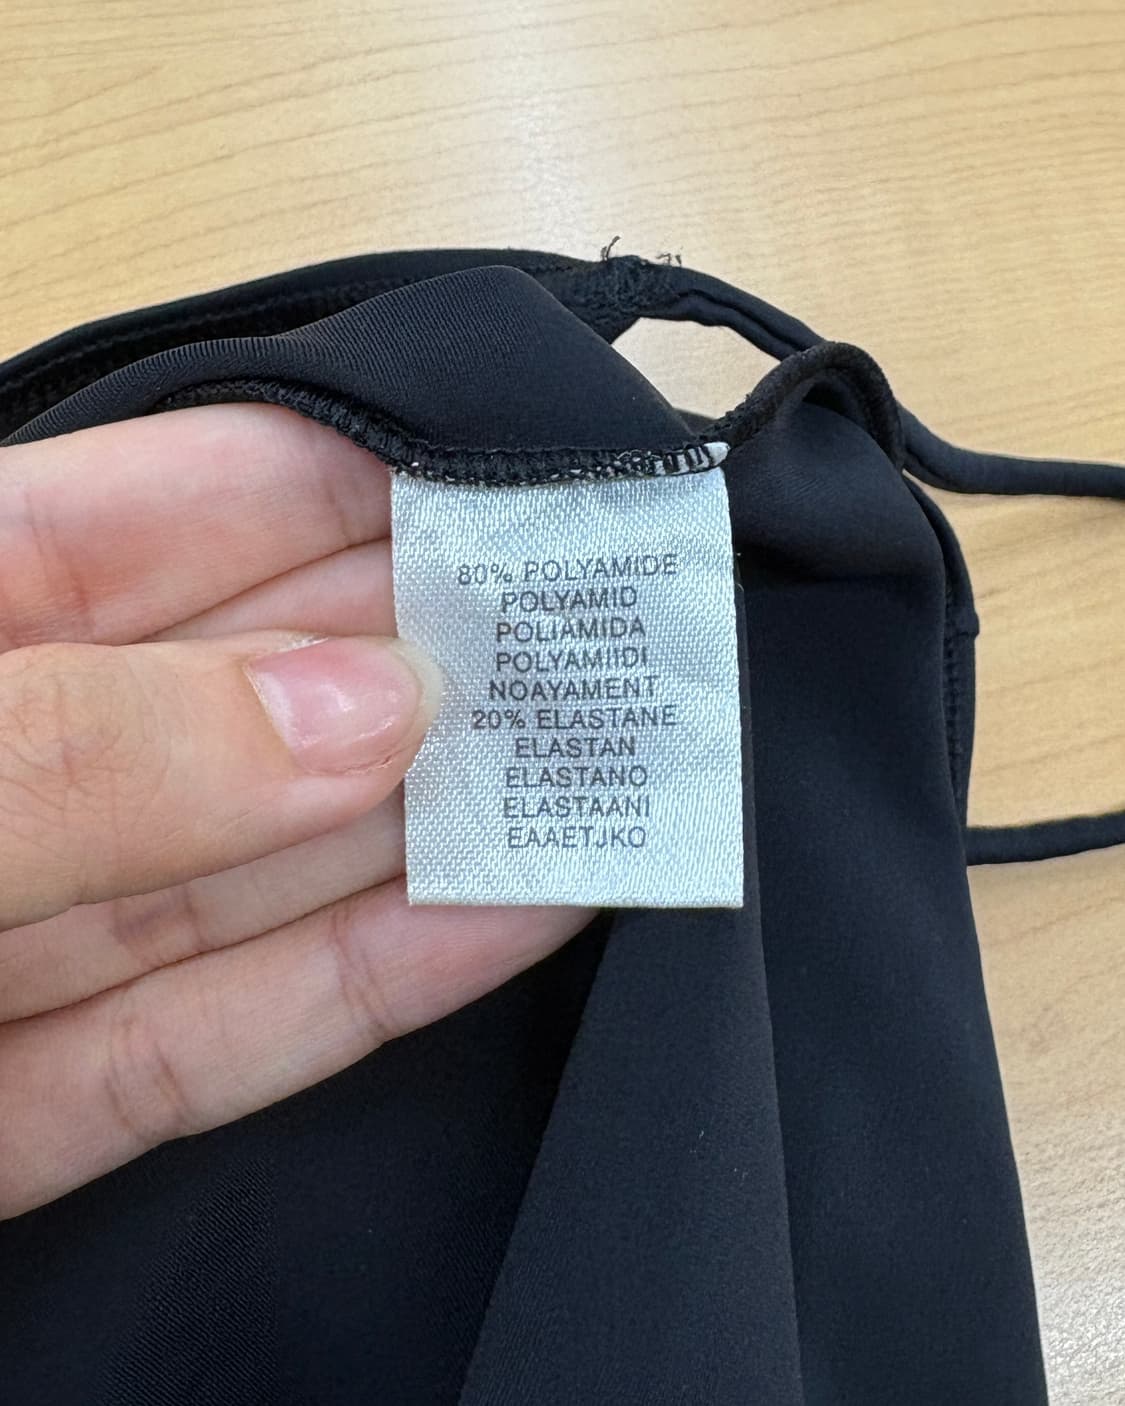 80% POLYAMIDE
POLYAMID
POLIAMIDA
POLYAMIIDI
NOAYAMENT
20% ELASTANE
ELASTAN
ELASTANO
ELASTAANI
EAAETJKO